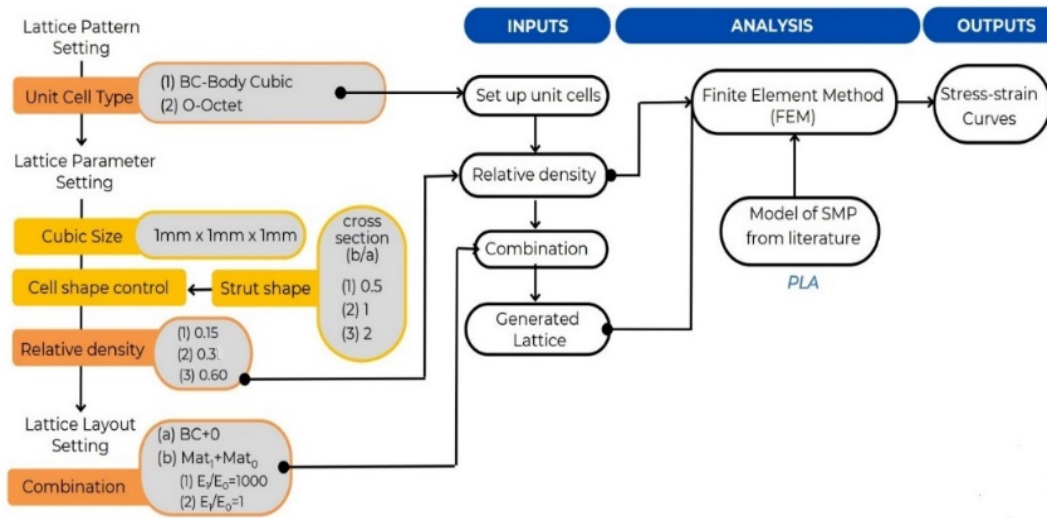 INPUTS
ANALYSIS
OUTPUTS
Lattice Pattern
Setting
Unit Cell Type
(1) BC-Body Cubic
(2) O-Octet
Lattice Parameter
Setting
Cubic Size
1mm x 1mm x 1mm
Cell shape control
Strut shape
cross
section
(b/a)
(1) 0.5
(2) 1
(3) 2
Relative density
(1) 0.15
(2) 0.3
(3) 0.60
Lattice Layout
Setting
Combination
(a) BC+0
(b) Mat₁+Mat₀
(1) E₁/E₀=1000
(2) E₁/E₀=1
Set up unit cells
Relative density
Combination
Generated
Lattice
Finite Element Method
(FEM)
Model of SMP
from literature
PLA
Stress-strain
Curves